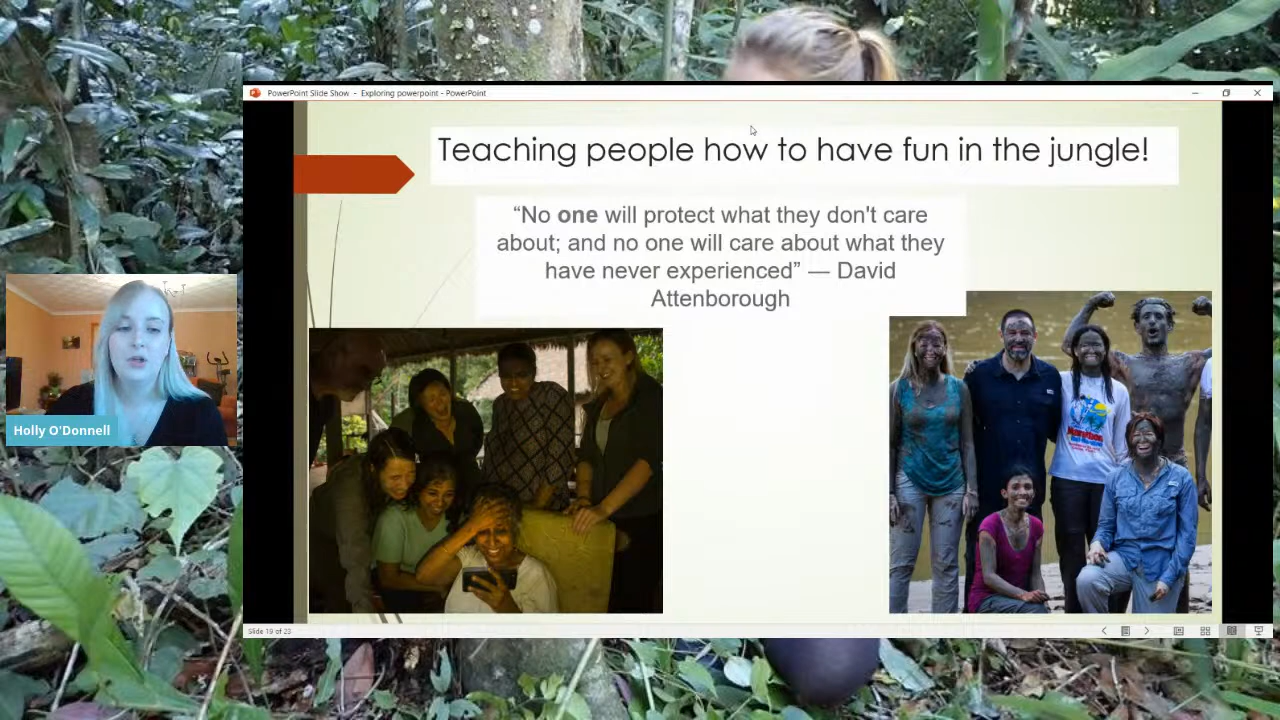 PowerPoint Slide Show - Exploring powerpoint - PowerPoint
Teaching people how to have fun in the jungle!
“No one will protect what they don't care
about; and no one will care about what they
have never experienced” — David
Attenborough
Holly O'Donnell
Slide 19 of 23